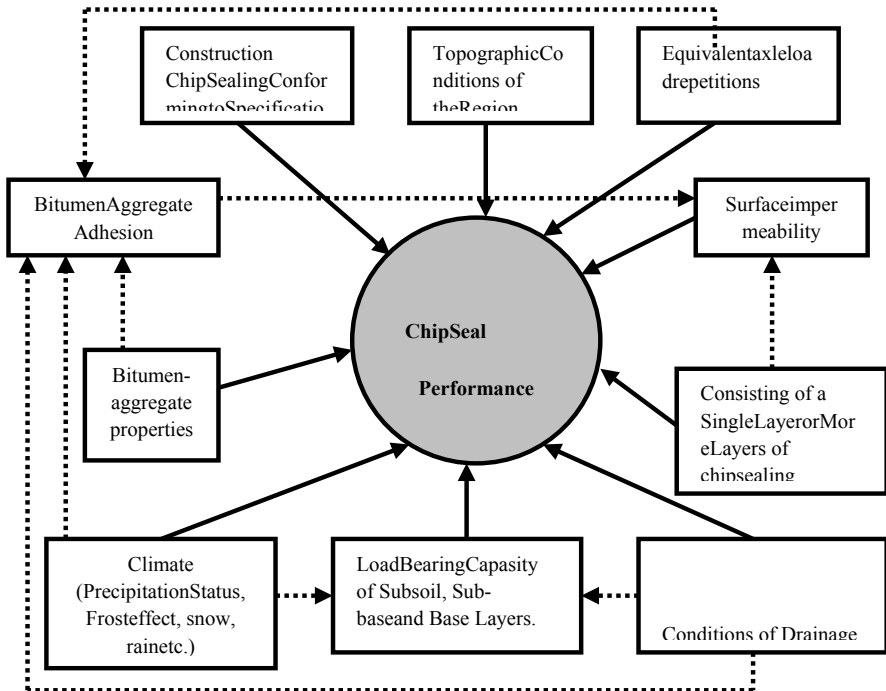 Construction
ChipSealingConfor
mingtoSpecificatio
TopographicCo
nditions of
theRegion
Equivalentaxleloa
drepetitions
BitumenAggregate
Adhesion
Surfaceimper
meability
ChipSeal
Performance
Bitumen-
aggregate
properties
Consisting of a
SingleLayerorMor
eLayers of
chipsealing
Climate
(PrecipitationStatus,
Frosteffect, snow,
rainetc.)
LoadBearingCapasity
of Subsoil, Sub-
baseand Base Layers.
Conditions of Drainage